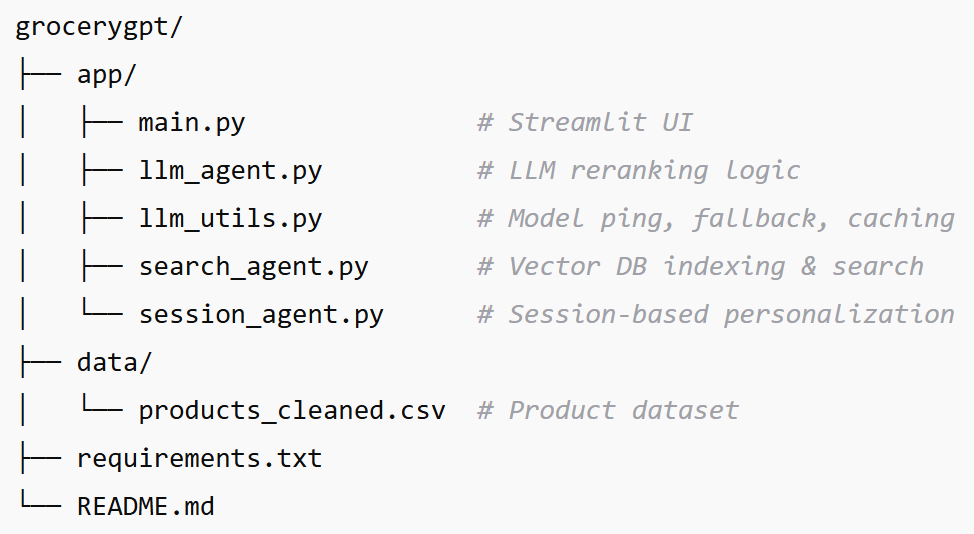 grocerygpt/
├── app/
│   ├── main.py               # Streamlit UI
│   ├── llm_agent.py          # LLM reranking logic
│   ├── llm_utils.py          # Model ping, fallback, caching
│   ├── search_agent.py       # Vector DB indexing & search
│   └── session_agent.py      # Session-based personalization
├── data/
│   └── products_cleaned.csv  # Product dataset
├── requirements.txt
└── README.md